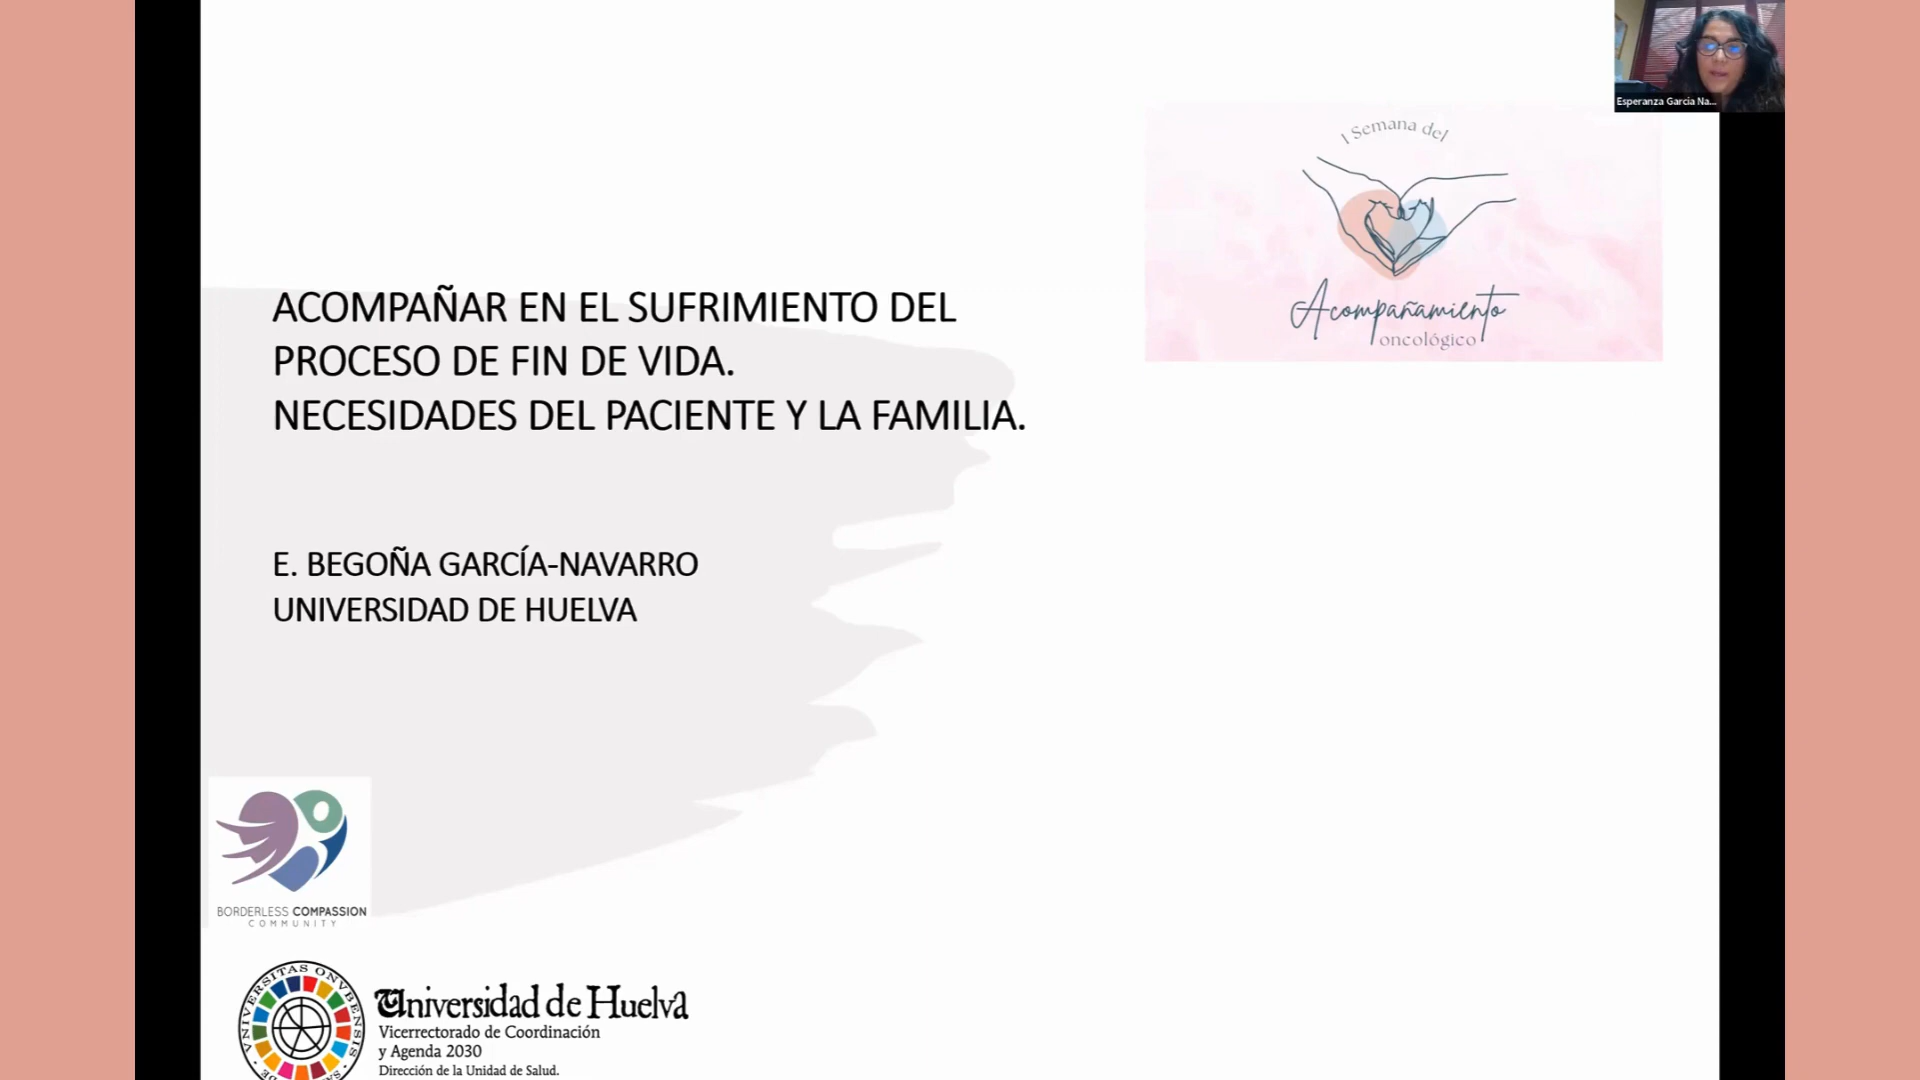 Esperanza Garcia Na...
I Semana del
Acompañamiento
oncológico
ACOMPAÑAR EN EL SUFRIMIENTO DEL
PROCESO DE FIN DE VIDA.
NECESIDADES DEL PACIENTE Y LA FAMILIA.
E. BEGOÑA GARCÍA-NAVARRO
UNIVERSIDAD DE HUELVA
BORDERLESS COMPASSION
COMMUNITY
VNIVERSITAS ONVBENSIS
Universidad de Huelva
Vicerrectorado de Coordinación
y Agenda 2030
Dirección de la Unidad de Salud.